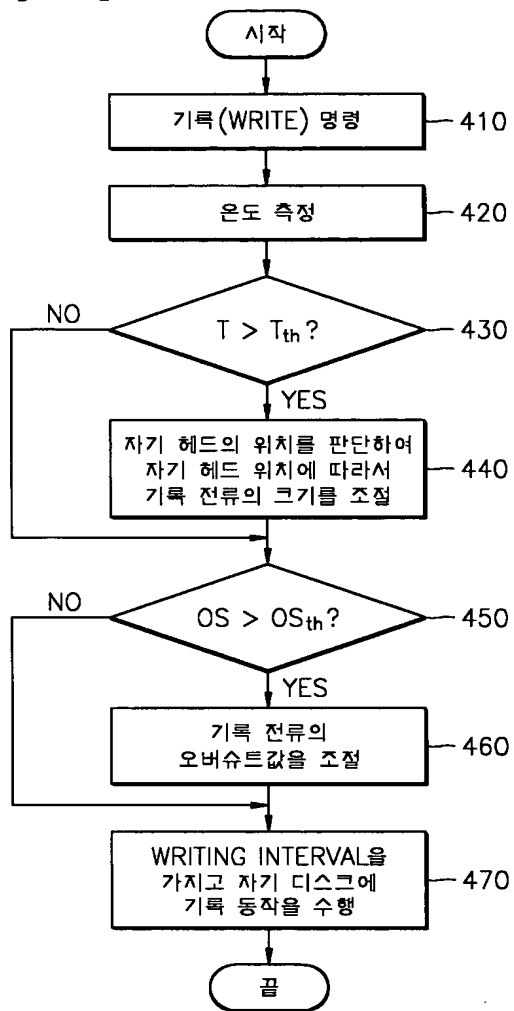 시작
기록(WRITE) 명령
410
온도 측정
420
T > Tth?
430
NO
YES
자기 헤드의 위치를 판단하여
자기 헤드 위치에 따라서
기록 전류의 크기를 조절
440
OS > OSth?
450
NO
YES
기록 전류의
오버슈트값을 조절
460
WRITING INTERVAL을
가지고 자기 디스크에
기록 동작을 수행
470
끝